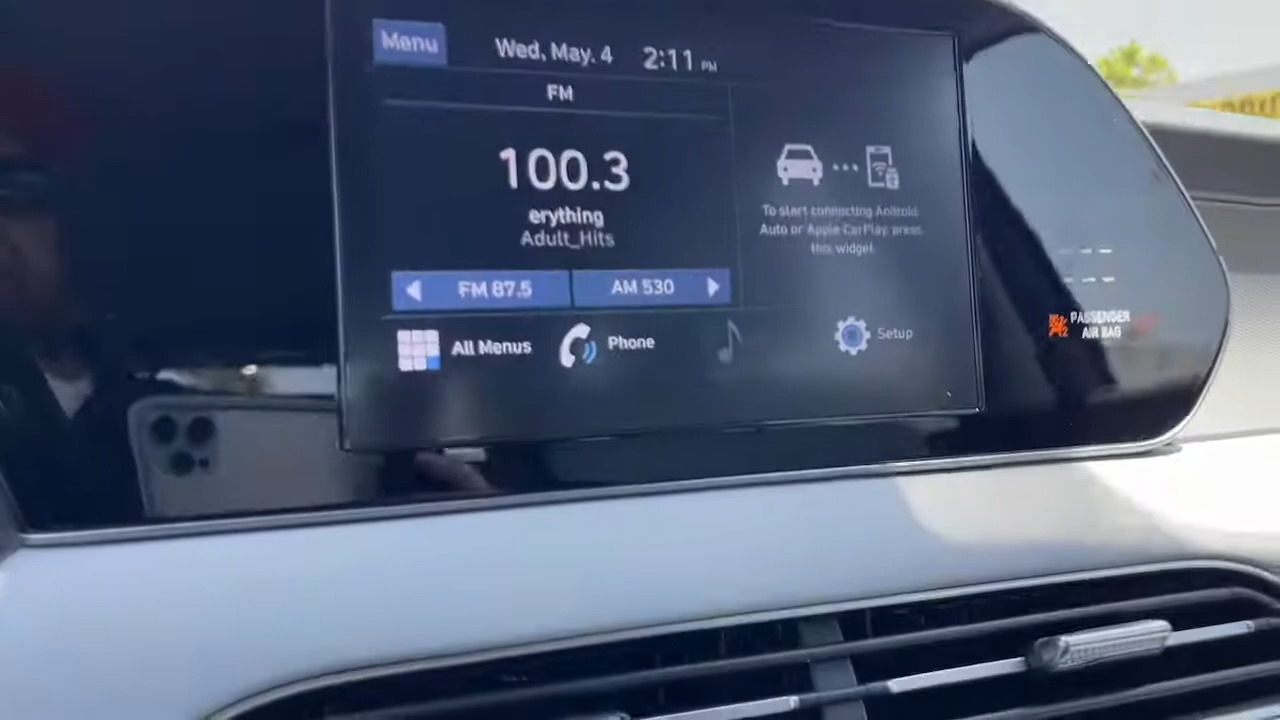 Menu Wed, May. 4 2:11 PM
FM
100.3
erything
Adult_Hits
To start connecting Android
Auto or Apple CarPlay, press
this widget.
FM 87.5 AM 530
All Menus Phone Setup
PASSENGER
AIR BAG